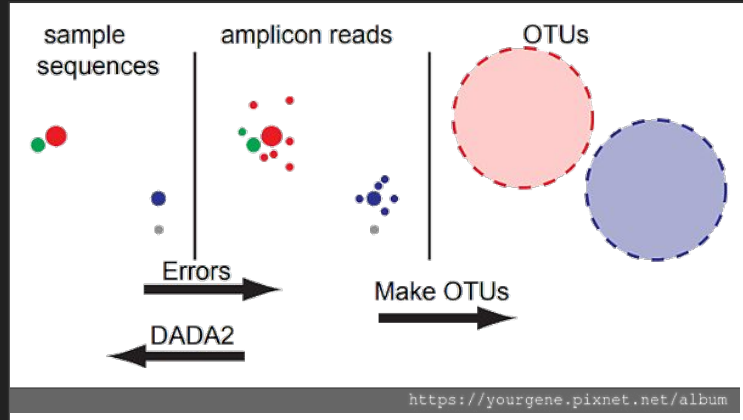 sample
sequences
amplicon reads
OTUs
Errors
Make OTUs
DADA2
https://yourgene.pixnet.net/album